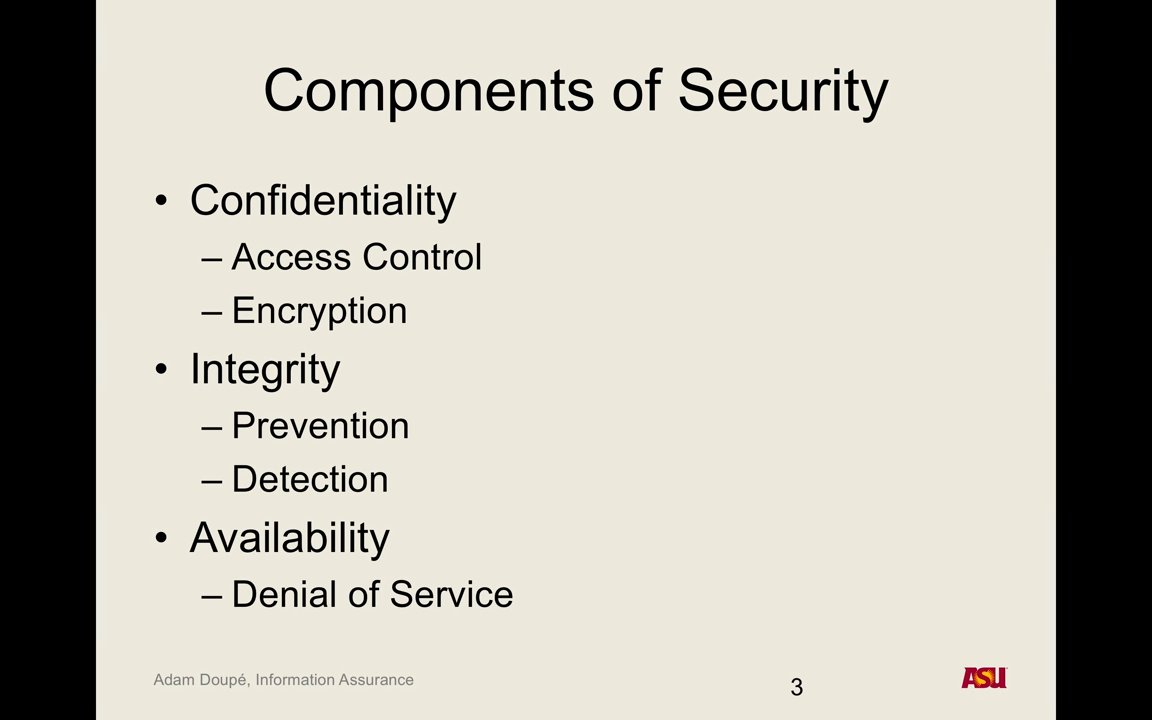 Components of Security
• Confidentiality
– Access Control
– Encryption
• Integrity
– Prevention
– Detection
• Availability
– Denial of Service
Adam Doupé, Information Assurance
3
ASU